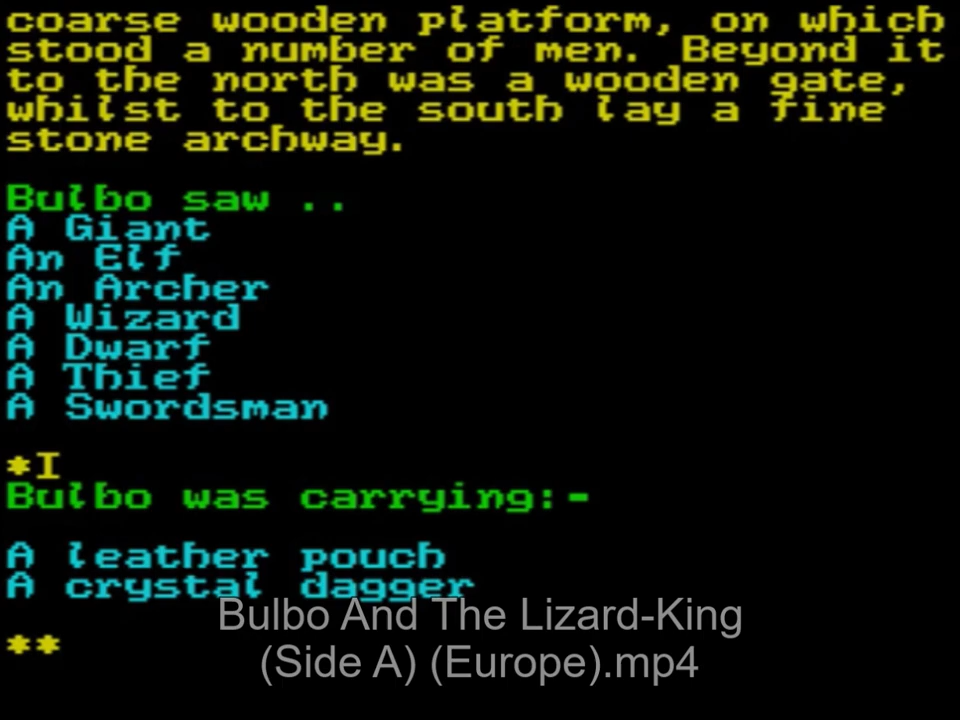 coarse wooden platform, on which
stood a number of men. Beyond it
to the north was a wooden gate,
whilst to the south lay a fine
stone archway.
Bulbo saw ..
A Giant
An Elf
An Archer
A Wizard
A Dwarf
A Thief
A Swordsman
*I
Bulbo was carrying:-
A leather pouch
A crystal dagger
**
Bulbo And The Lizard-King
(Side A) (Europe).mp4